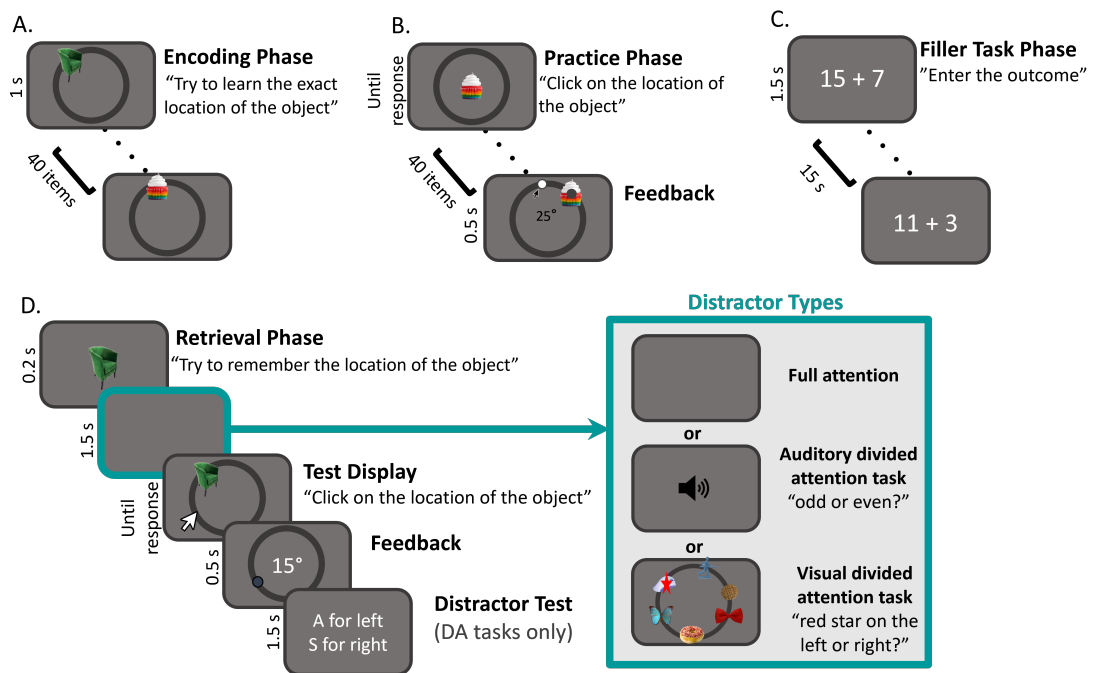 A.
Encoding Phase
“Try to learn the exact
location of the object”
1 s
40 items
B.
Practice Phase
“Click on the location of
the object”
Until
response
40 items
Feedback
0.5 s
25°
C.
Filler Task Phase
”Enter the outcome”
1.5 s
15 + 7
15 s
11 + 3
D.
Retrieval Phase
“Try to remember the location of the object”
0.2 s
1.5 s
Test Display
“Click on the location of the object”
Until
response
Feedback
0.5 s
15°
Distractor Test
(DA tasks only)
1.5 s
A for left
S for right
Distractor Types
Full attention
or
Auditory divided
attention task
“odd or even?”
or
Visual divided
attention task
“red star on the
left or right?”